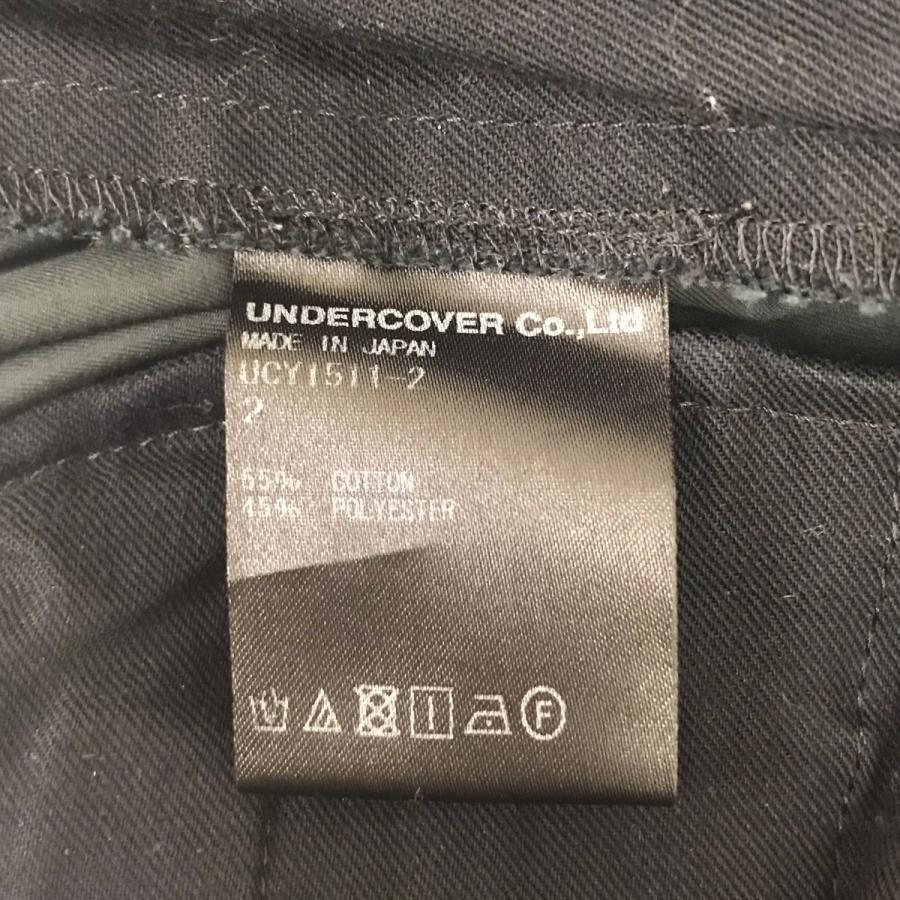 UNDERCOVER Co.,Ltd
MADE IN JAPAN
UCY1511-2
2
55% COTTON
45% POLYESTER
F